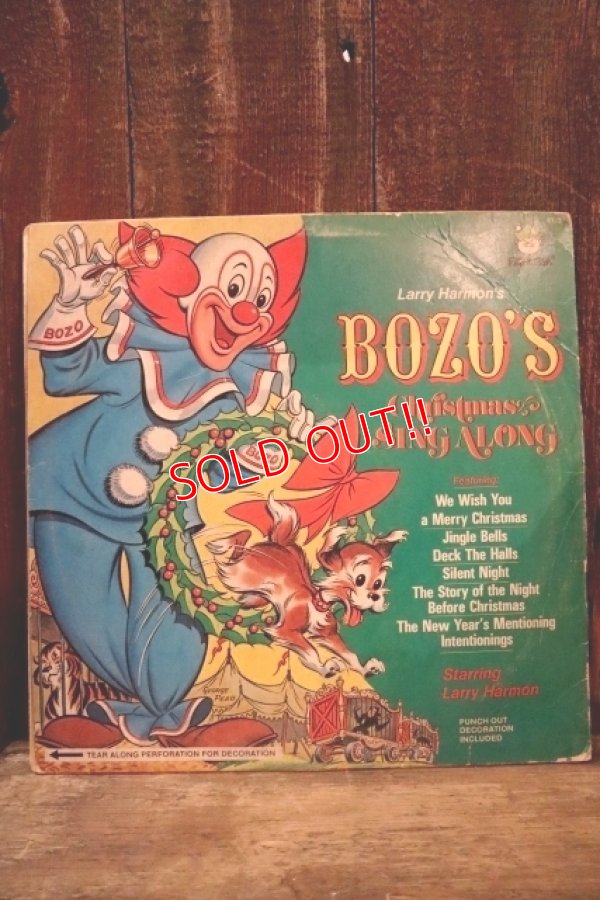 Larry Harmon's
BOZO'S
Christmas
SING ALONG
SOLD OUT!!
Featuring:
We Wish You
a Merry Christmas
Jingle Bells
Deck The Halls
Silent Night
The Story of the Night
Before Christmas
The New Year's Mentioning
Intentionings
Starring
Larry Harmon
PUNCH OUT
DECORATION
INCLUDED
BOZO
BOZO
TEAR ALONG PERFORATION FOR DECORATION